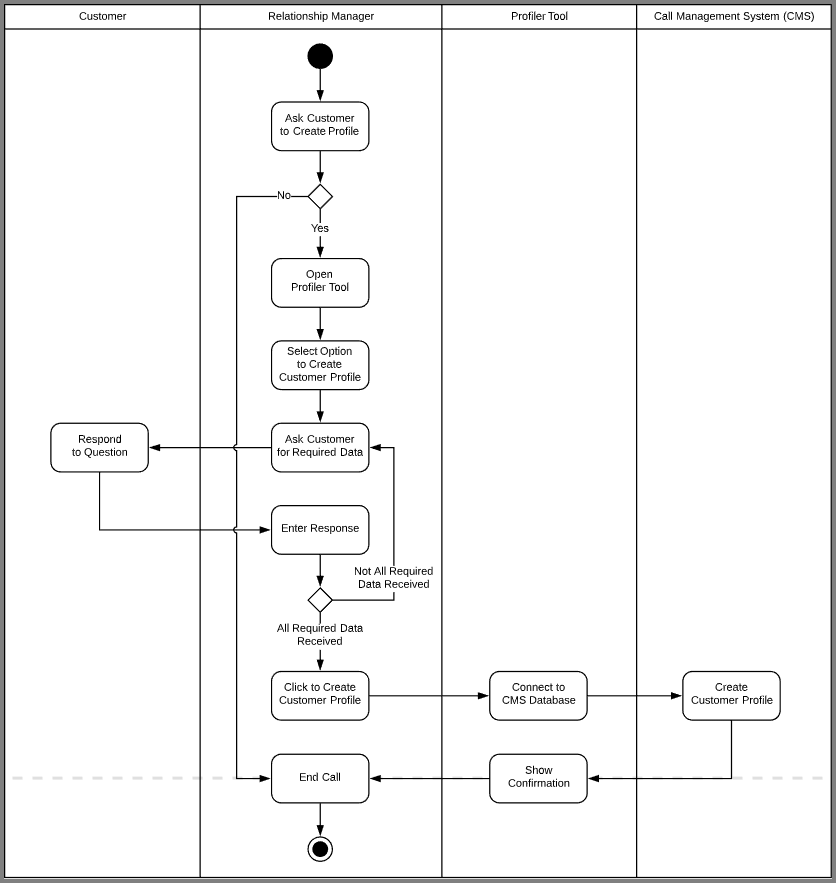 Customer
Relationship Manager
Profiler Tool
Call Management System (CMS)
Ask Customer
to Create Profile
No
Yes
Open
Profiler Tool
Select Option
to Create
Customer Profile
Respond
to Question
Ask Customer
for Required Data
Enter Response
Not All Required
Data Received
All Required Data
Received
Click to Create
Customer Profile
Connect to
CMS Database
Create
Customer Profile
End Call
Show
Confirmation